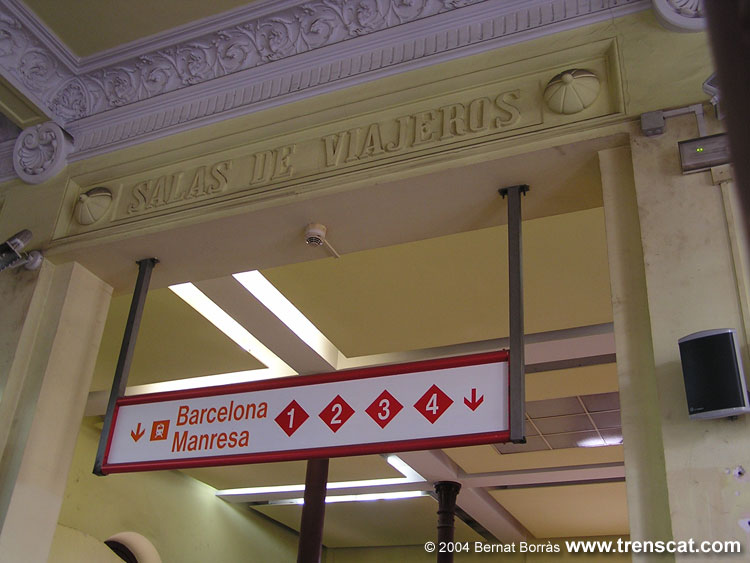 SALAS DE VIAJEROS
Barcelona 1 2 3 4
Manresa
© 2004 Bernat Borràs www.trenscat.com